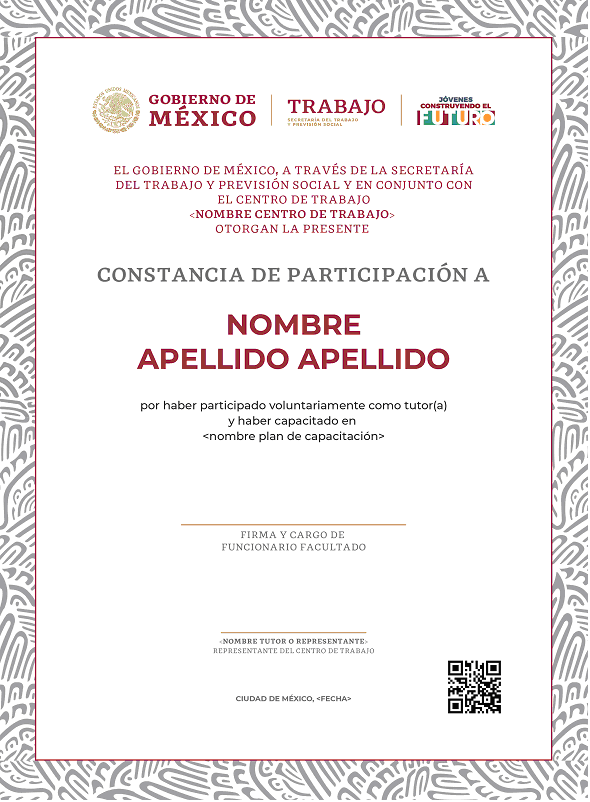 GOBIERNO DE
MÉXICO
TRABAJO
SECRETARÍA DEL TRABAJO
Y PREVISIÓN SOCIAL
JÓVENES
CONSTRUYENDO EL
FUTURO
EL GOBIERNO DE MÉXICO, A TRAVÉS DE LA SECRETARÍA
DEL TRABAJO Y PREVISIÓN SOCIAL Y EN CONJUNTO CON
EL CENTRO DE TRABAJO
<NOMBRE CENTRO DE TRABAJO>
OTORGAN LA PRESENTE
CONSTANCIA DE PARTICIPACIÓN A
NOMBRE
APELLIDO APELLIDO
por haber participado voluntariamente como tutor(a)
y haber capacitado en
<nombre plan de capacitación>
FIRMA Y CARGO DE
FUNCIONARIO FACULTADO
<NOMBRE TUTOR O REPRESENTANTE>
REPRESENTANTE DEL CENTRO DE TRABAJO
CIUDAD DE MÉXICO, <FECHA>